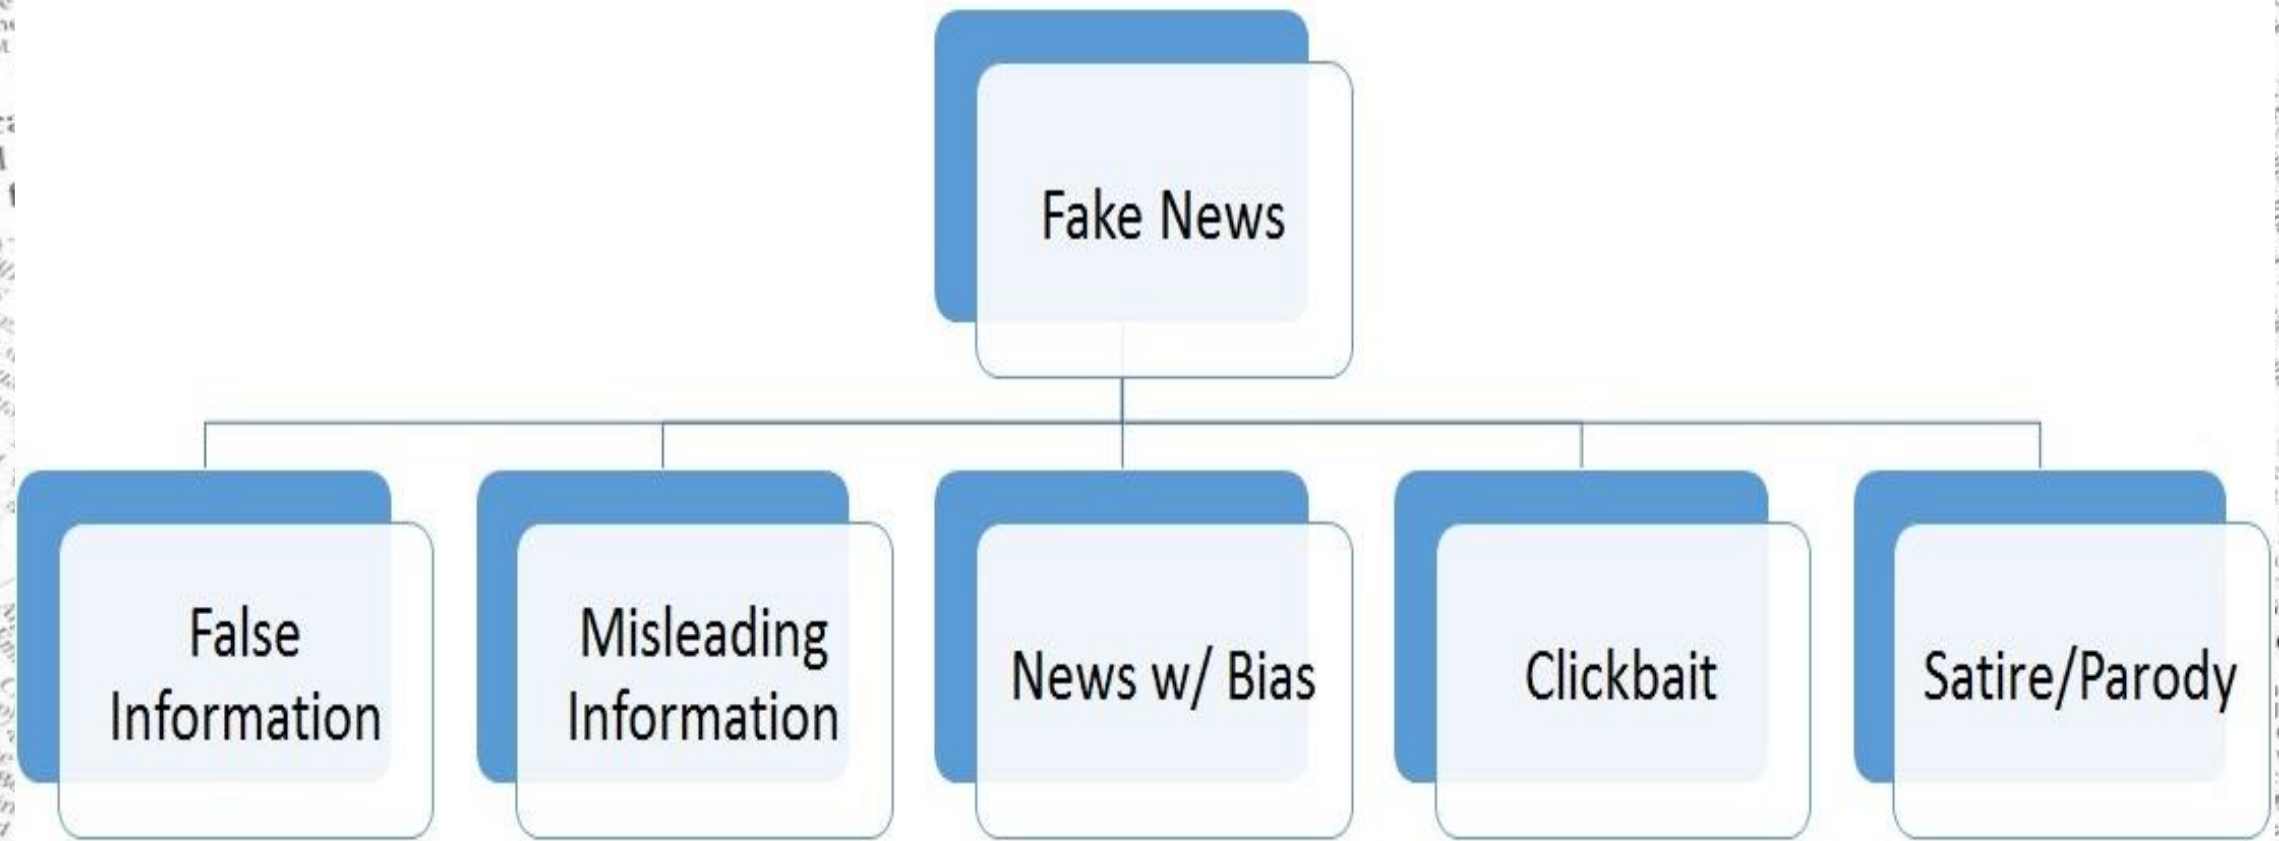 Fake News
False
Information
Misleading
Information
News w/ Bias
Clickbait
Satire/Parody